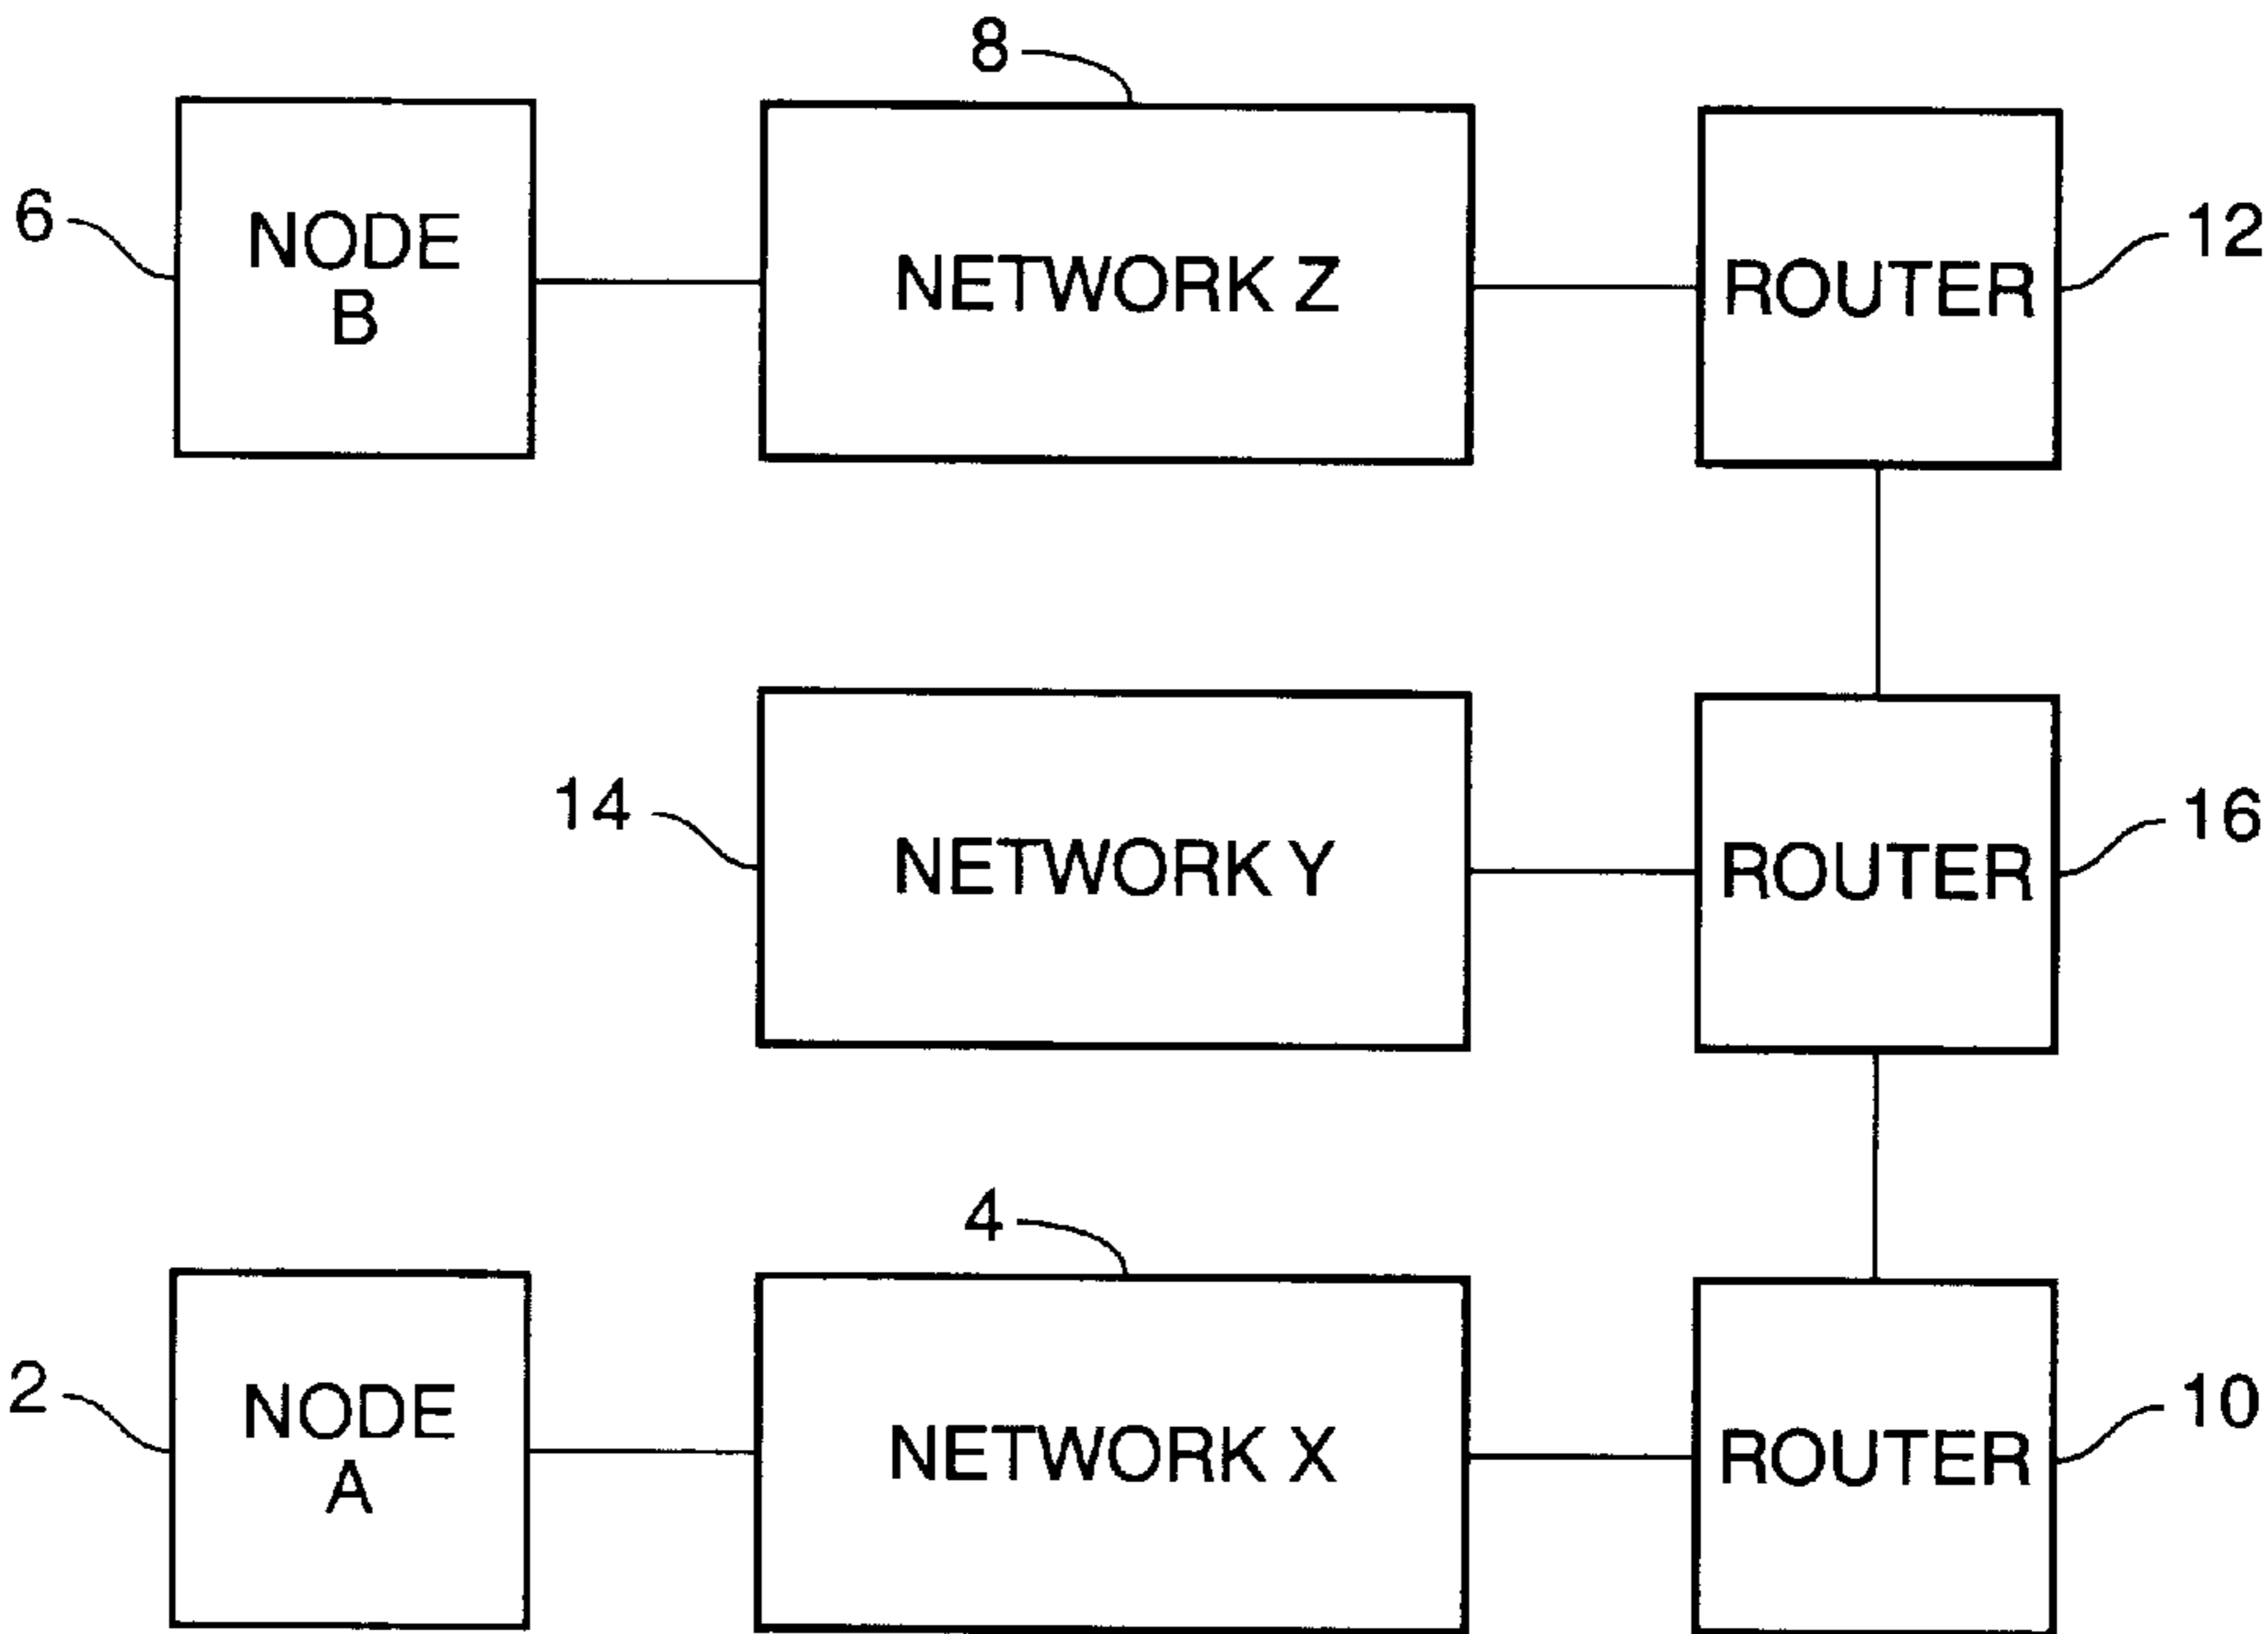 8
6
NODE
B
NETWORK Z
ROUTER
12
14
NETWORK Y
ROUTER
16
4
2
NODE
A
NETWORK X
ROUTER
10